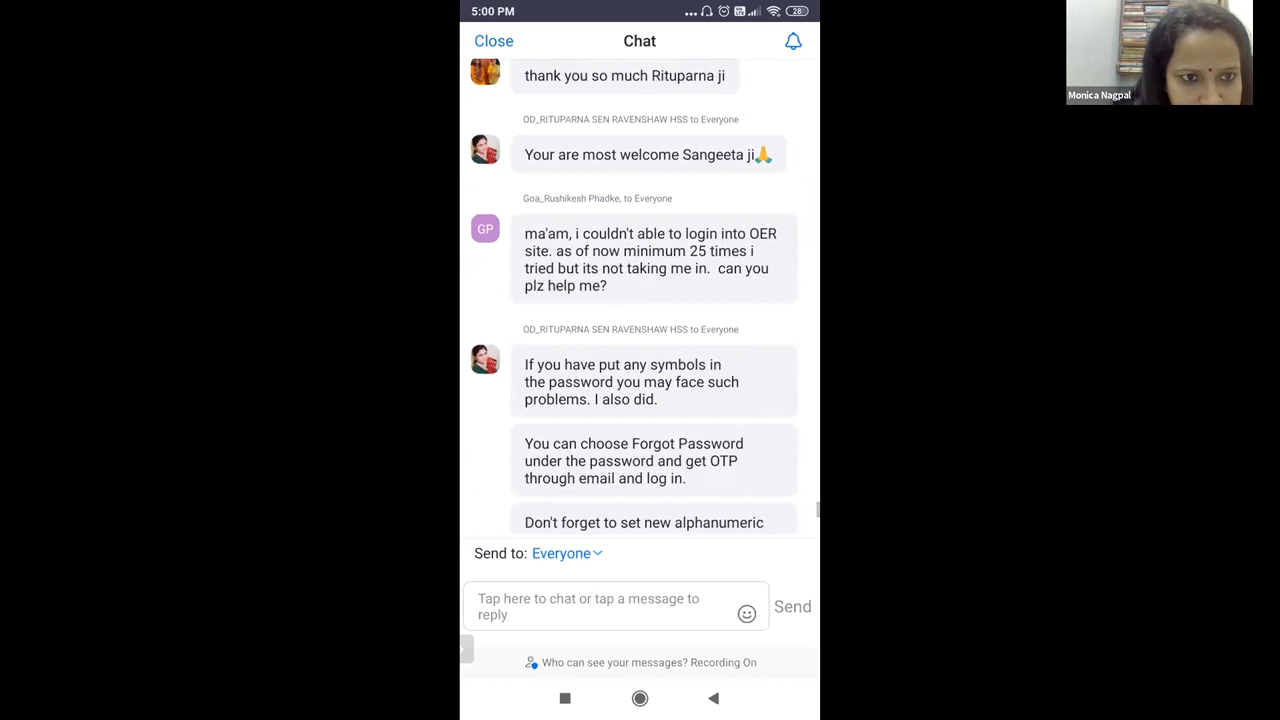 5:00 PM
28
Close
Chat
thank you so much Rituparna ji
OD_RITUPARNA SEN RAVENSHAW HSS to Everyone
Your are most welcome Sangeeta ji🙏
Goa_Rushikesh Phadke, to Everyone
GP
ma'am, i couldn't able to login into OER
site. as of now minimum 25 times i
tried but its not taking me in. can you
plz help me?
OD_RITUPARNA SEN RAVENSHAW HSS to Everyone
If you have put any symbols in
the password you may face such
problems. I also did.
You can choose Forgot Password
under the password and get OTP
through email and log in.
Don't forget to set new alphanumeric
Send to: Everyone
Tap here to chat or tap a message to
reply
Send
Who can see your messages? Recording On
Monica Nagpal